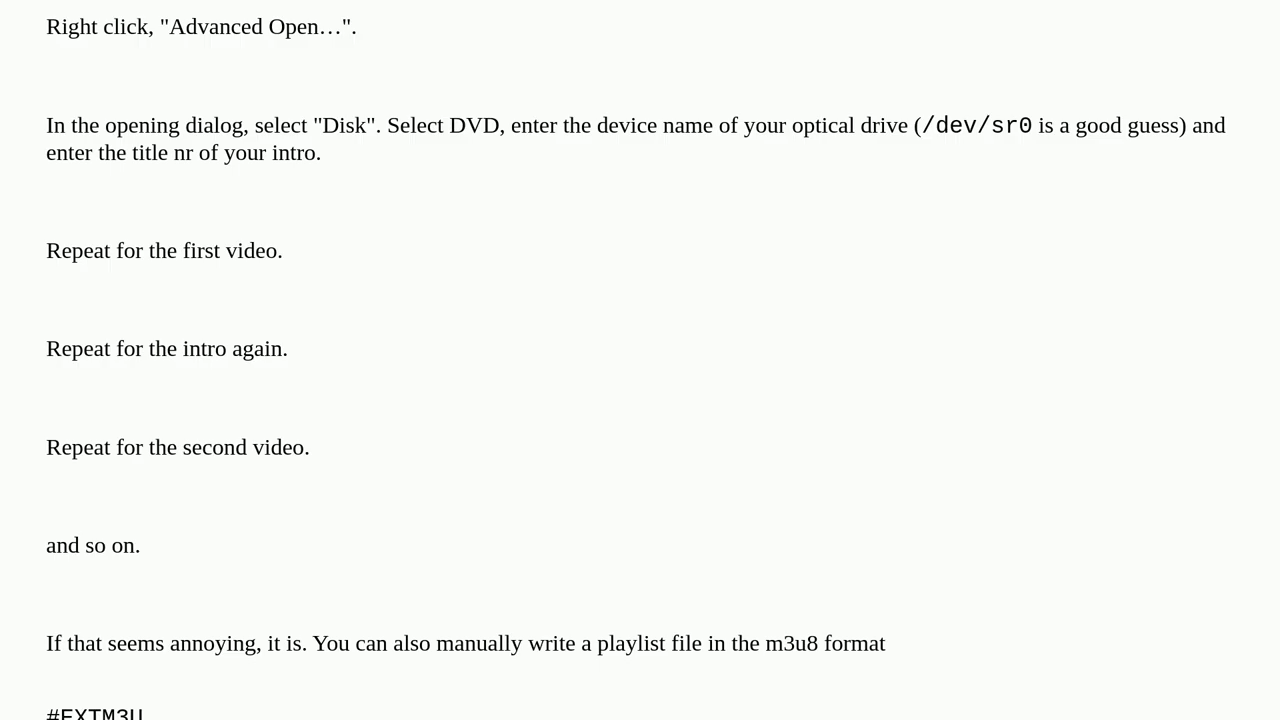 Right click, "Advanced Open…".
In the opening dialog, select "Disk". Select DVD, enter the device name of your optical drive (/dev/sr0 is a good guess) and
enter the title nr of your intro.
Repeat for the first video.
Repeat for the intro again.
Repeat for the second video.
and so on.
If that seems annoying, it is. You can also manually write a playlist file in the m3u8 format
#EXTM3U